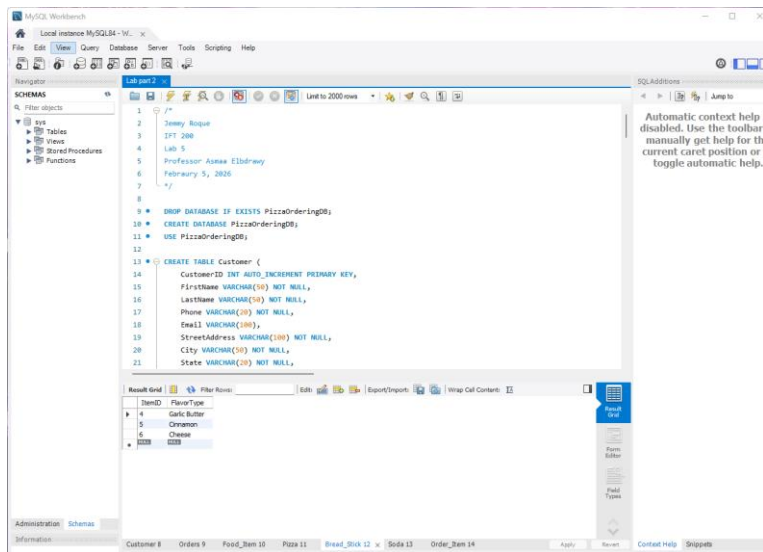 MySQL Workbench
Local instance MySQL84 - W... x
File Edit View Query Database Server Tools Scripting Help
Navigator
SCHEMAS
Filter objects
sys
Tables
Views
Stored Procedures
Functions
Administration Schemas
Information
Lab part 2 x
Limit to 2000 rows
1 /*
2 Jemmy Roque
3 IFT 200
4 Lab 5
5 Professor Asmaa Elbdrawy
6 Febraury 5, 2026
7 */
8
9 DROP DATABASE IF EXISTS PizzaOrderingDB;
10 CREATE DATABASE PizzaOrderingDB;
11 USE PizzaOrderingDB;
12
13 CREATE TABLE Customer (
14 CustomerID INT AUTO_INCREMENT PRIMARY KEY,
15 FirstName VARCHAR(50) NOT NULL,
16 LastName VARCHAR(50) NOT NULL,
17 Phone VARCHAR(20) NOT NULL,
18 Email VARCHAR(100),
19 StreetAddress VARCHAR(100) NOT NULL,
20 City VARCHAR(50) NOT NULL,
21 State VARCHAR(20) NOT NULL,
Result Grid Filter Rows: Edit: Export/Import: Wrap Cell Content:
ItemID FlavorType
4 Garlic Butter
5 Cinnamon
6 Cheese
NULL NULL
Result Grid
Form Editor
Field Types
Customer 8 Orders 9 Food_Item 10 Pizza 11 Bread_Stick 12 x Soda 13 Order_Item 14 Apply Revert
SQLAdditions
Jump to
Automatic context help
disabled. Use the toolbar
manually get help for th
current caret position or
toggle automatic help.
Context Help Snippets